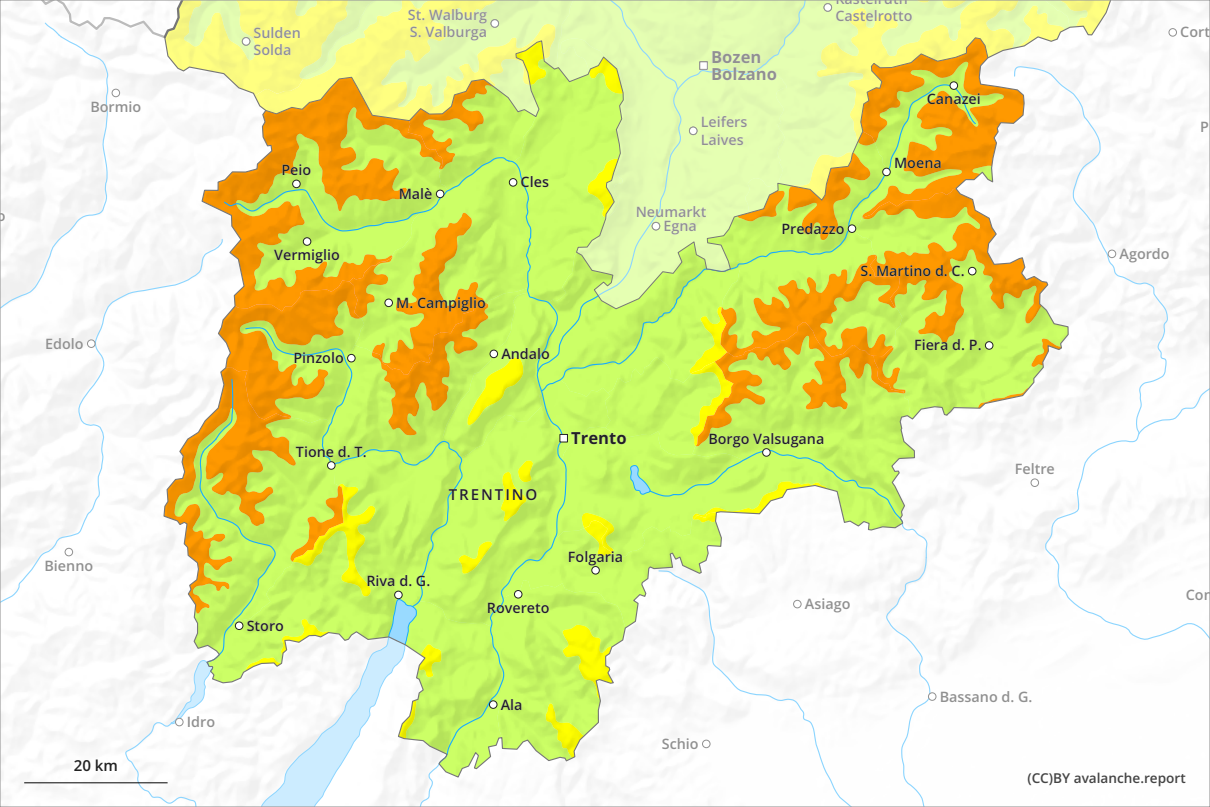 St. Walburg
S. Valburga
Kastelruth
Castelrotto
Sulden
Solda
Cort
Bozen
Bolzano
Bormio
Canazei
Leifers
Laives
P
Peio
Moena
Malè
Cles
Neumarkt
Egna
Predazzo
Vermiglio
Agordo
S. Martino d. C.
M. Campiglio
Edolo
Fiera d. P.
Pinzolo
Andalo
Trento
Borgo Valsugana
Tione d. T.
Feltre
TRENTINO
Bienno
Folgaria
Riva d. G.
Cor
Rovereto
Asiago
Storo
Bassano d. G.
Ala
Idro
Schio
20 km
(CC)BY avalanche.report